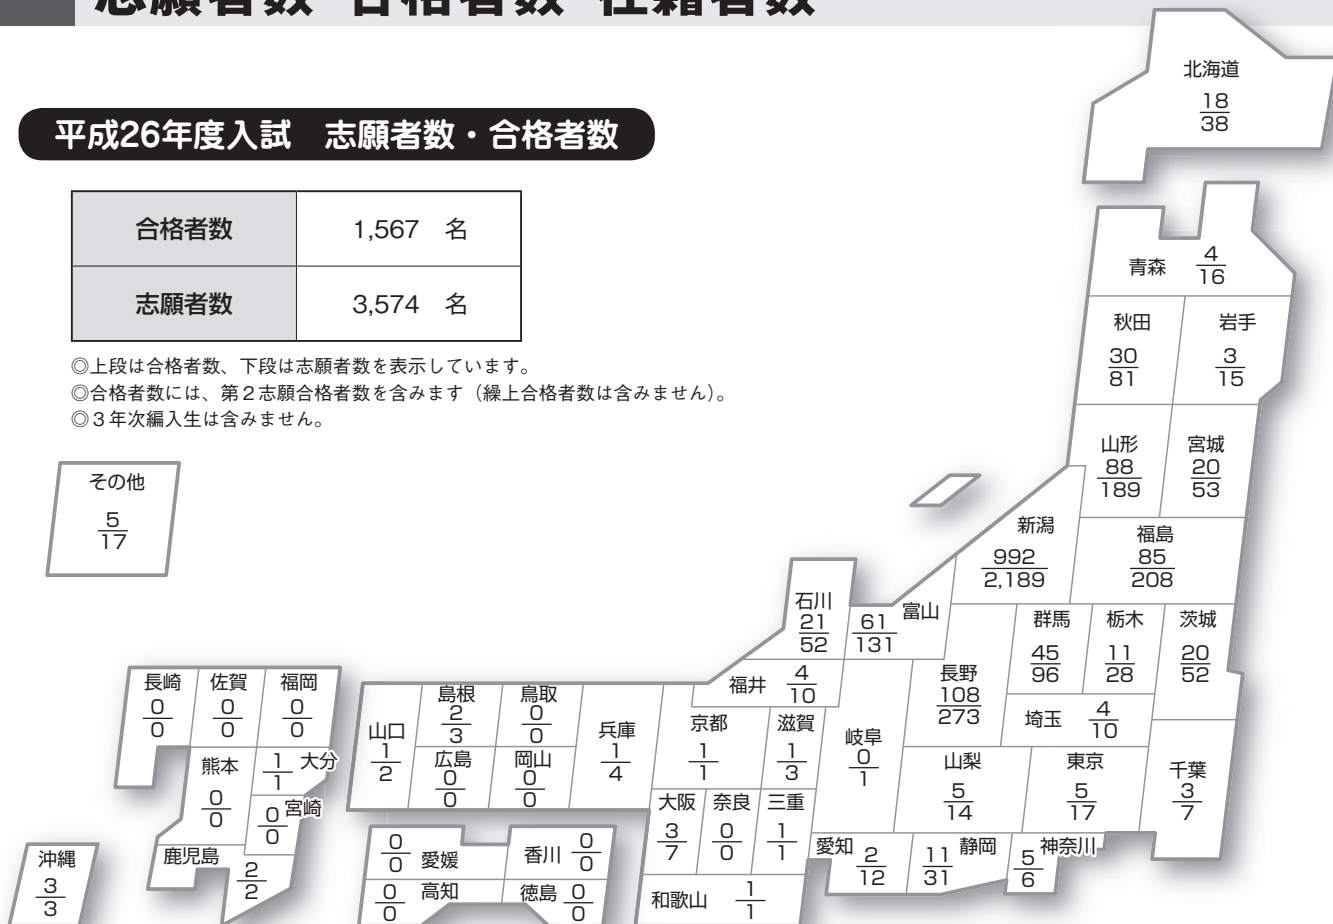 志願者数・合格者数・在籍者数
平成26年度入試　志願者数・合格者数
合格者数　1,567　名
志願者数　3,574　名
◎上段は合格者数、下段は志願者数を表示しています。
◎合格者数には、第２志願合格者数を含みます（繰上合格者数は含みません）。
◎３年次編入生は含みません。
北海道
18
38
青森
4
16
秋田
30
81
岩手
3
15
山形
88
189
宮城
20
53
その他
5
17
新潟
992
2,189
福島
85
208
石川
21
52
富山
61
131
群馬
45
96
栃木
11
28
茨城
20
52
福井
4
10
長野
108
273
埼玉
4
10
長崎
0
0
佐賀
0
0
福岡
0
0
山口
1
2
島根
2
3
鳥取
0
0
広島
0
0
岡山
0
0
兵庫
1
4
京都
1
1
滋賀
1
3
岐阜
0
1
山梨
5
14
東京
5
17
千葉
3
7
熊本
0
0
大分
1
1
宮崎
0
0
鹿児島
2
2
沖縄
3
3
愛媛
0
0
香川
0
0
高知
0
0
徳島
0
0
大阪
3
7
奈良
0
0
三重
1
1
和歌山
1
1
愛知
2
12
静岡
11
31
神奈川
5
6